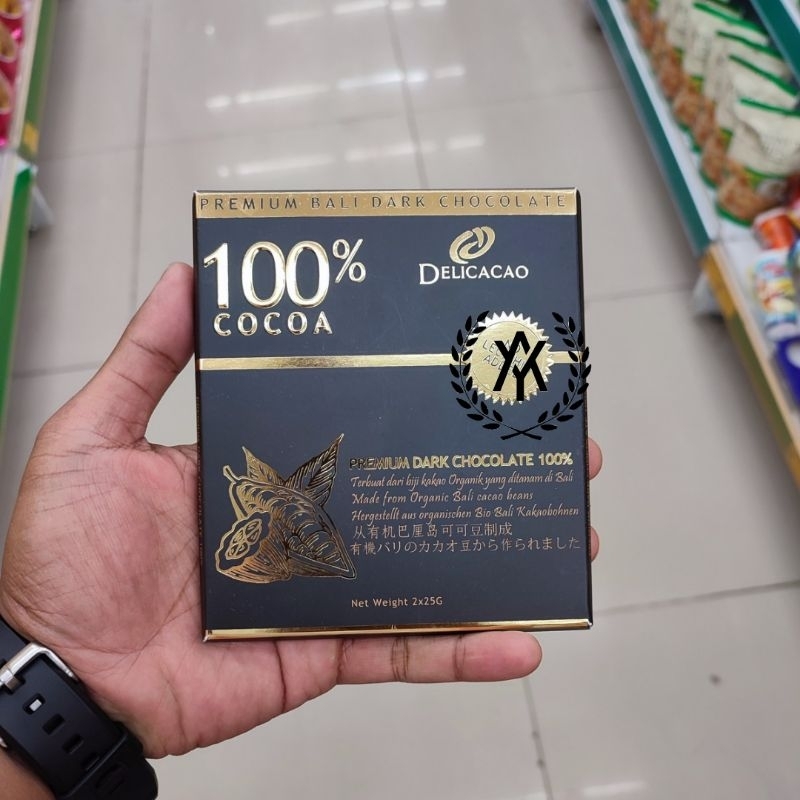 PREMIUM BALI DARK CHOCOLATE
100%
COCOA
DELICACAO
AYK
PREMIUM DARK CHOCOLATE 100%
Terbuat dari biji kakao Organik yang ditanam di Bali
Made from Organic Bali cacao beans
Hergestellt aus organischen Bio Bali Kakaobohnen
从有机巴厘岛可可豆制成
有機バリのカカオ豆から作られました
Net Weight 2x25G